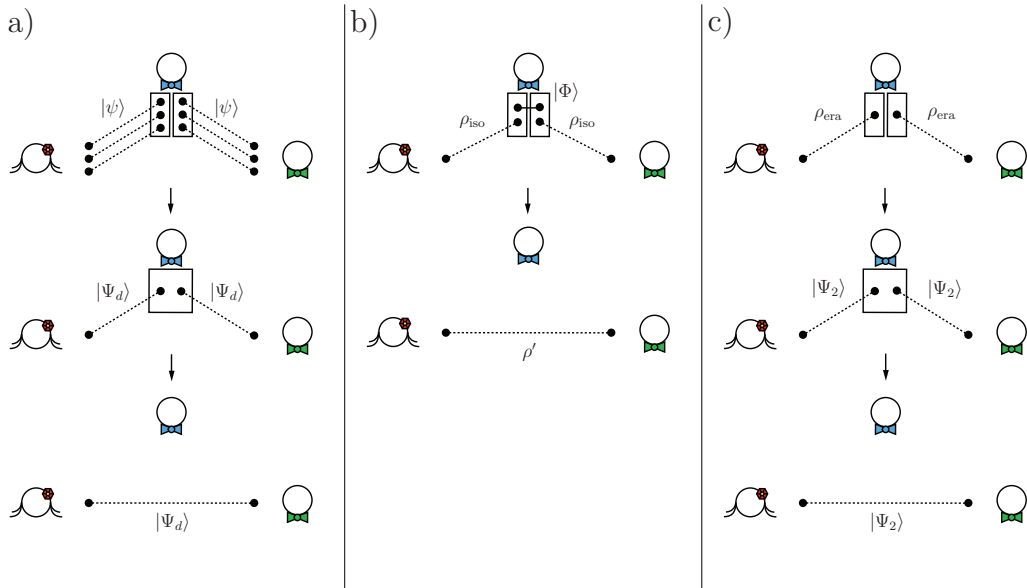 a)
|ψ⟩ |ψ⟩
|Ψ_d⟩ |Ψ_d⟩
|Ψ_d⟩
b)
|Φ⟩
ρ_iso ρ_iso
ρ′
c)
ρ_era ρ_era
|Ψ_2⟩ |Ψ_2⟩
|Ψ_2⟩